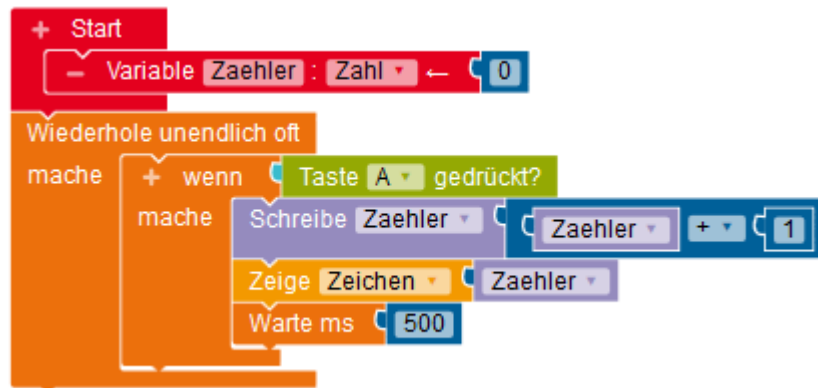 + Start
– Variable Zaehler : Zahl ← 0
Wiederhole unendlich oft
mache + wenn Taste A gedrückt?
mache Schreibe Zaehler Zaehler + 1
Zeige Zeichen Zaehler
Warte ms 500